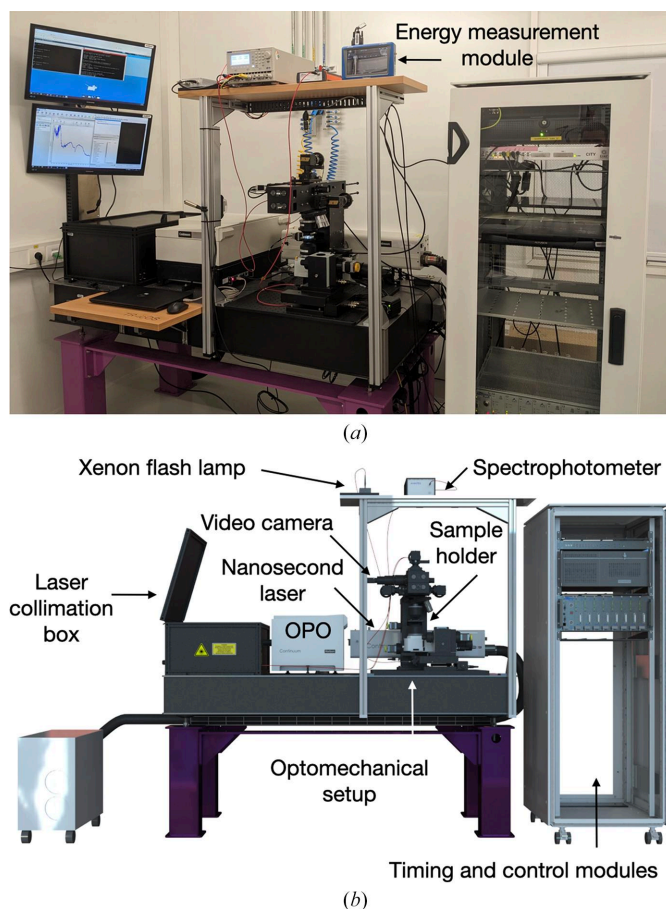 Energy measurement
module
(a)
Xenon flash lamp
Spectrophotometer
Video camera
Sample
holder
Nanosecond
laser
Laser
collimation
box
OPO
Continuum
Optomechanical
setup
Timing and control modules
(b)